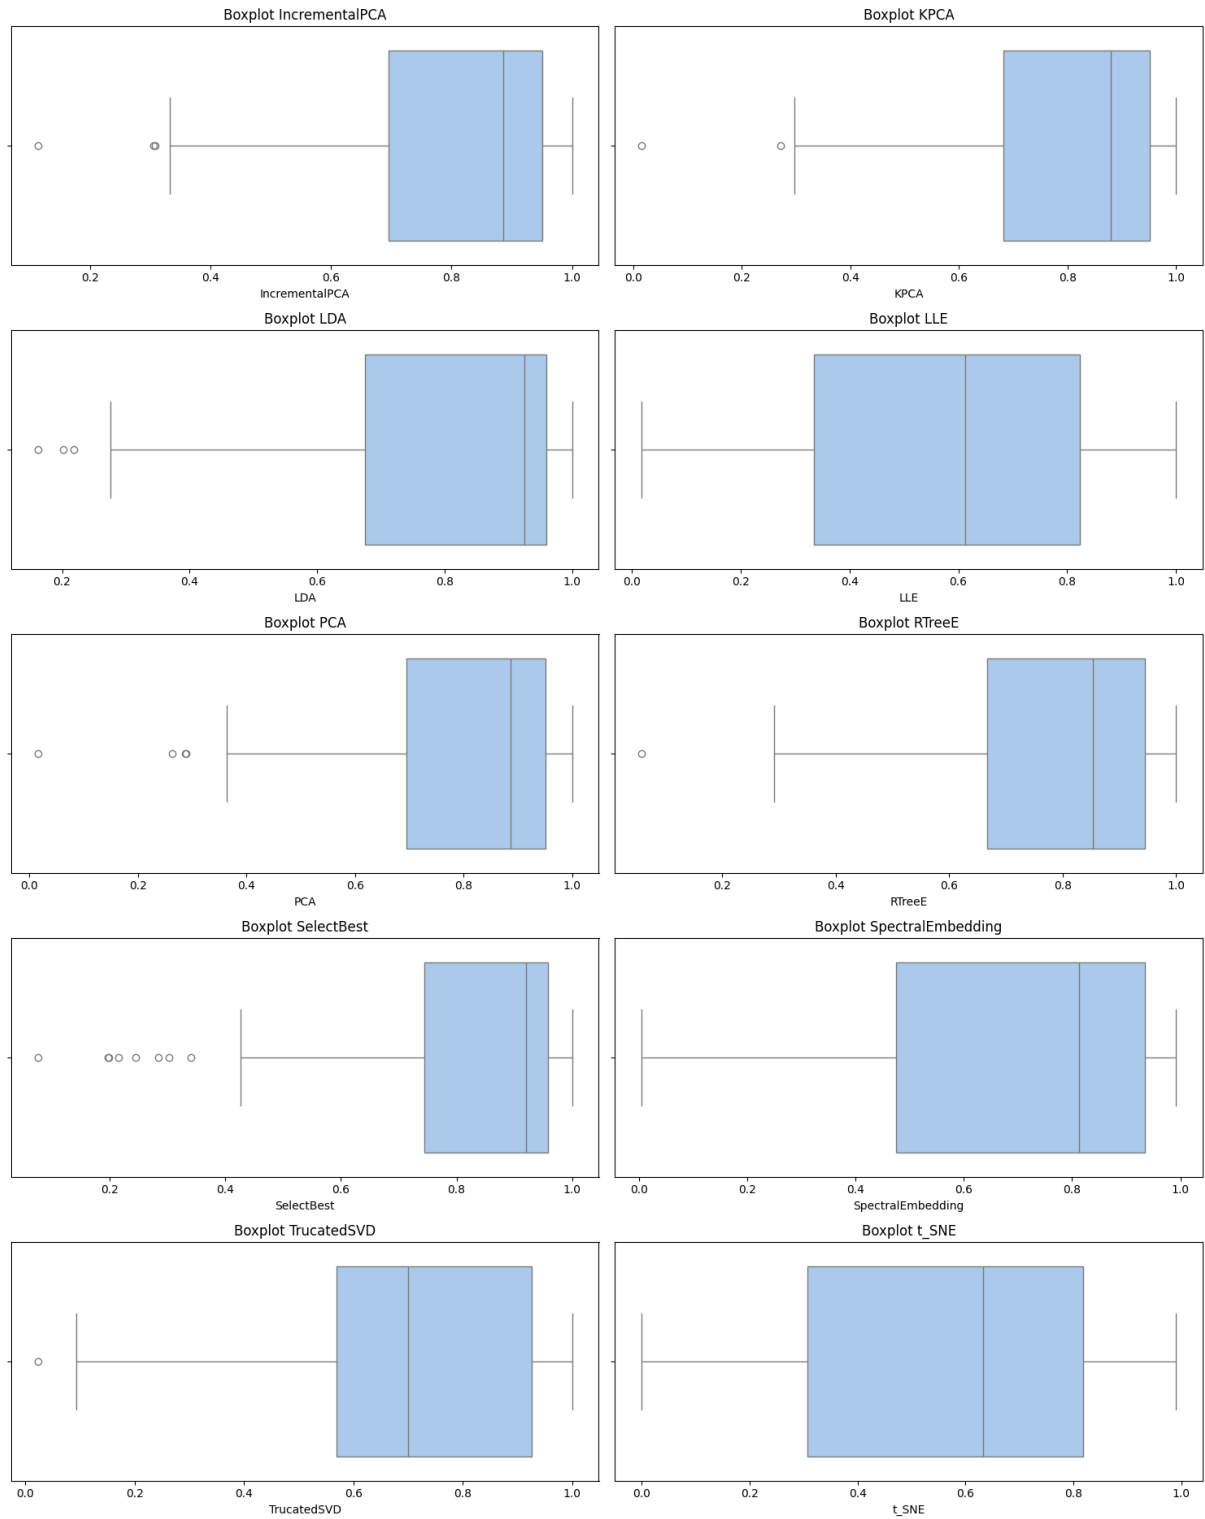 Boxplot IncrementalPCA
0.2 0.4 0.6 0.8 1.0
IncrementalPCA
Boxplot KPCA
0.0 0.2 0.4 0.6 0.8 1.0
KPCA
Boxplot LDA
0.2 0.4 0.6 0.8 1.0
LDA
Boxplot LLE
0.0 0.2 0.4 0.6 0.8 1.0
LLE
Boxplot PCA
0.0 0.2 0.4 0.6 0.8 1.0
PCA
Boxplot RTreeE
0.2 0.4 0.6 0.8 1.0
RTreeE
Boxplot SelectBest
0.2 0.4 0.6 0.8 1.0
SelectBest
Boxplot SpectralEmbedding
0.0 0.2 0.4 0.6 0.8 1.0
SpectralEmbedding
Boxplot TrucatedSVD
0.0 0.2 0.4 0.6 0.8 1.0
TrucatedSVD
Boxplot t_SNE
0.0 0.2 0.4 0.6 0.8 1.0
t_SNE